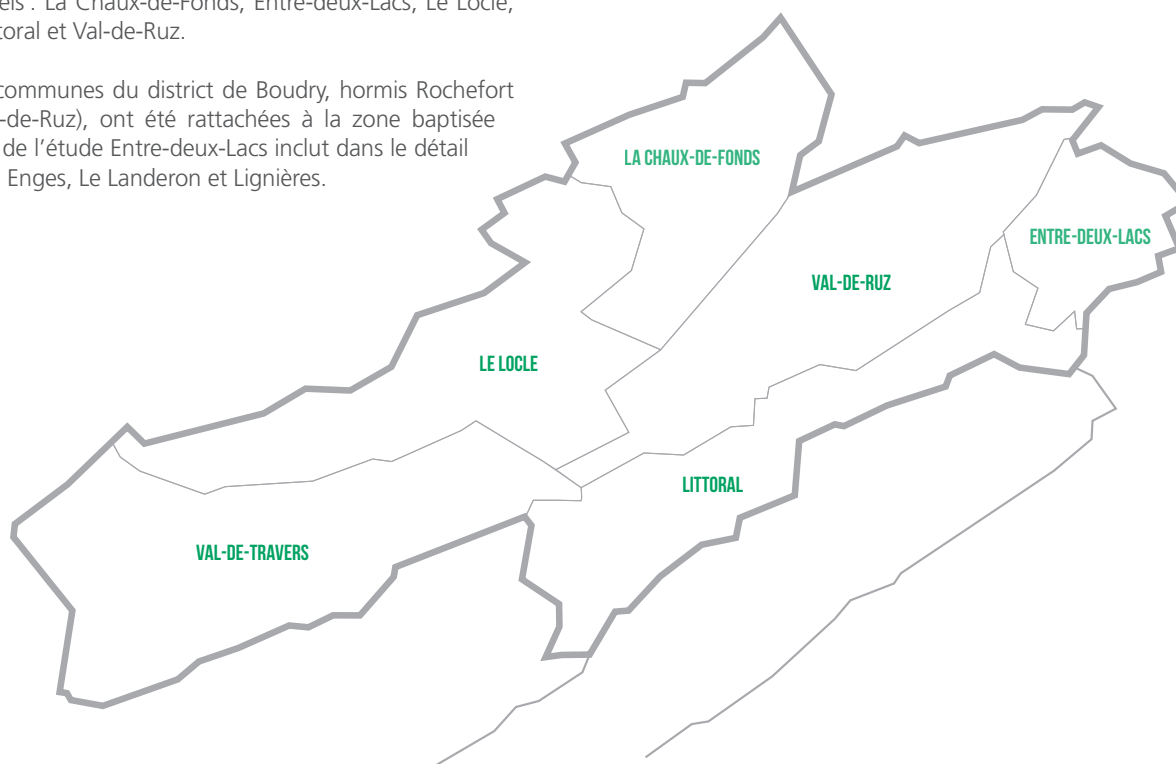 els : La Chaux-de-Fonds, Entre-deux-Lacs, Le Locle,
toral et Val-de-Ruz.
communes du district de Boudry, hormis Rochefort
-de-Ruz), ont été rattachées à la zone baptisée
de l’étude Entre-deux-Lacs inclut dans le détail
Enges, Le Landeron et Lignières.
LA CHAUX-DE-FONDS
ENTRE-DEUX-LACS
VAL-DE-RUZ
LE LOCLE
LITTORAL
VAL-DE-TRAVERS